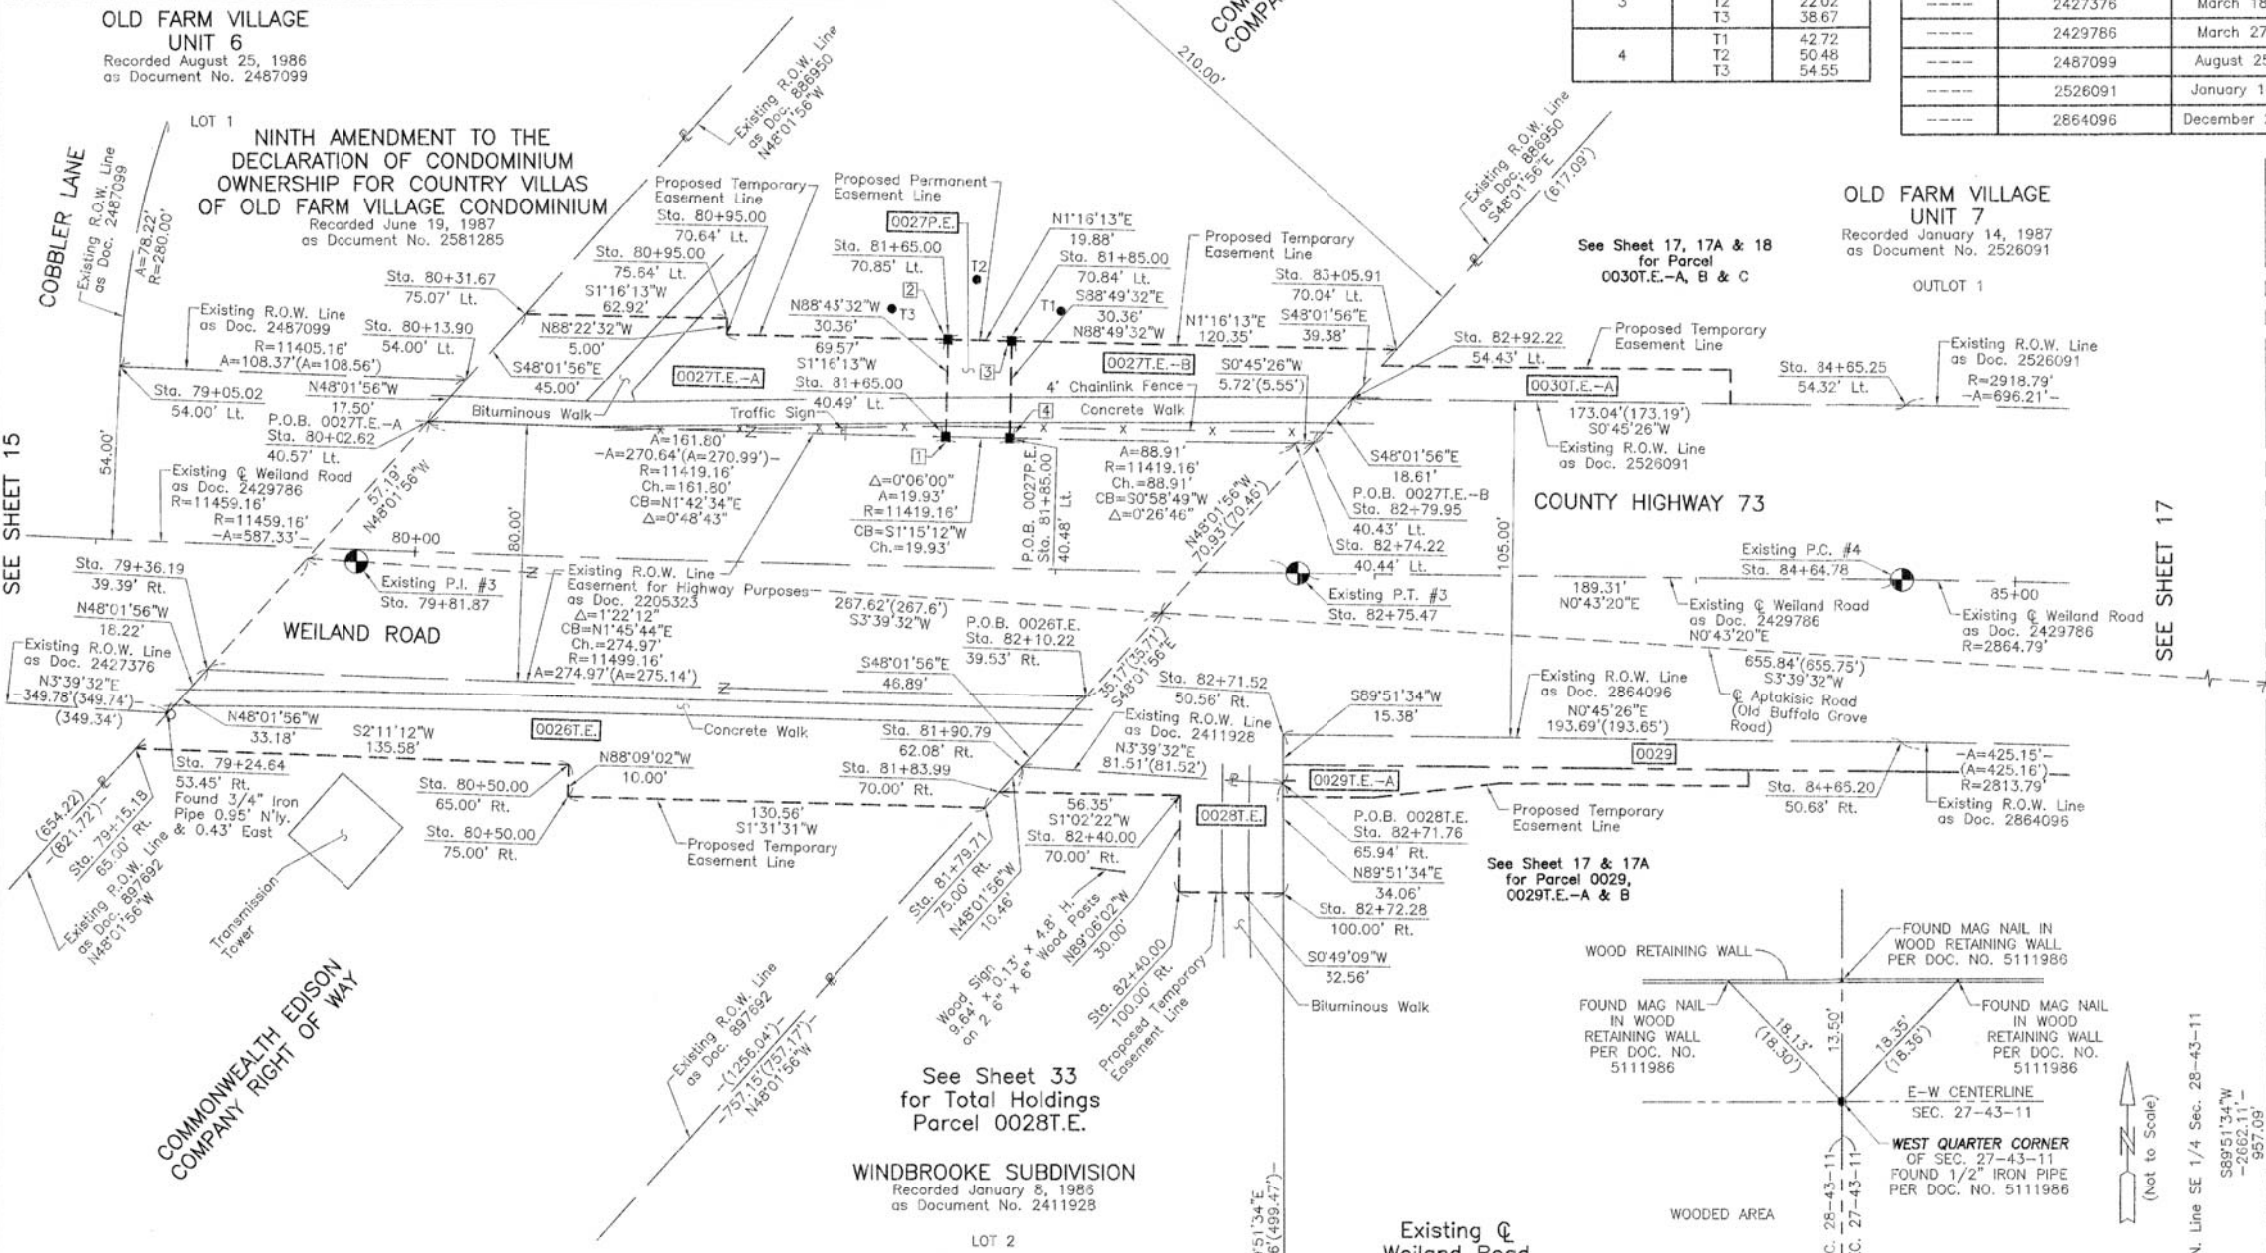 OLD FARM VILLAGE
UNIT 6
Recorded August 25, 1986
as Document No. 2487099
LOT 1
NINTH AMENDMENT TO THE
DECLARATION OF CONDOMINIUM
OWNERSHIP FOR COUNTRY VILLAS
OF OLD FARM VILLAGE CONDOMINIUM
Recorded June 19, 1987
as Document No. 2581285
COBBLER LANE
Existing R.O.W. Line
as Doc. 2487099
A=78.22'
R=280.00'
Existing R.O.W. Line
as Doc. 886950
N48°01'56"W
210.00'
3
T2
22.02
T3
38.67
4
T1
42.72
T2
50.48
T3
54.55
----
2427376
March 18
----
2429786
March 27
----
2487099
August 25
----
2526091
January 1
----
2864096
December
Existing R.O.W. Line
as Doc. 886950
S48°01'56"E
(617.09')
OLD FARM VILLAGE
UNIT 7
Recorded January 14, 1987
as Document No. 2526091
OUTLOT 1
See Sheet 17, 17A & 18
for Parcel
0030T.E.-A, B & C
Proposed Temporary
Easement Line
Sta. 80+95.00
70.64' Lt.
Proposed Permanent
Easement Line
0027P.E.
Sta. 81+65.00
70.85' Lt.
T2
N1°16'13"E
19.88'
Sta. 81+85.00
70.84' Lt.
S88°49'32"E
30.36'
N88°49'32"W
Proposed Temporary
Easement Line
Sta. 83+05.91
70.04' Lt.
Sta. 80+31.67
75.07' Lt.
Sta. 80+95.00
75.64' Lt.
S1°16'13"W
62.92'
N88°22'32"W
5.00'
2
T3
T1
N88°43'32"W
30.36'
69.57'
S1°16'13"W
N1°16'13"E
120.35'
S48°01'56"E
39.38'
Existing R.O.W. Line
as Doc. 2487099
R=11405.16'
A=108.37'(A=108.56')
Sta. 80+13.90
54.00' Lt.
S48°01'56"E
45.00'
0027T.E.-A
Sta. 81+65.00
40.49' Lt.
3
0027T.E.-B
S0°45'26"W
5.72'(5.55')
Sta. 82+92.22
54.43' Lt.
Proposed Temporary
Easement Line
0030T.E.-A
Sta. 84+65.25
54.32' Lt.
Existing R.O.W. Line
as Doc. 2526091
R=2918.79'
-A=696.21'-
Sta. 79+05.02
54.00' Lt.
N48°01'56"W
17.50'
P.O.B. 0027T.E.-A
Sta. 80+02.62
40.57' Lt.
Bituminous Walk
Traffic Sign
4' Chainlink Fence
4
Concrete Walk
173.04'(173.19')
S0°45'26"W
Existing R.O.W. Line
as Doc. 2526091
SEE SHEET 15
54.00'
Existing ℄ Weiland Road
as Doc. 2429786
R=11459.16'
R=11459.16'
-A=587.33'-
57.19'
N48°01'56"W
80+00
80.00'
A=161.80'
-A=270.64'(A=270.99')-
R=11419.16'
Ch.=161.80'
CB=N1°42'34"E
Δ=0°48'43"
1
Δ=0°06'00"
A=19.93'
R=11419.16'
CB=S1°15'12"W
Ch.=19.93'
P.O.B. 0027P.E.
Sta. 81+85.00
40.48' Lt.
A=88.91'
R=11419.16'
Ch.=88.91'
CB=S0°58'49"W
Δ=0°26'46"
N48°01'56"W
70.93'(70.46')
S48°01'56"E
18.61'
P.O.B. 0027T.E.-B
Sta. 82+79.95
40.43' Lt.
Sta. 82+74.22
40.44' Lt.
105.00'
COUNTY HIGHWAY 73
SEE SHEET 17
Sta. 79+36.19
39.39' Rt.
N48°01'56"W
18.22'
Existing P.I. #3
Sta. 79+81.87
WEILAND ROAD
Existing R.O.W. Line
Easement for Highway Purposes
as Doc. 2205323
Δ=1°22'12"
CB=N1°45'44"E
Ch.=274.97'
R=11499.16'
A=274.97'(A=275.14')
267.62'(267.6')
S3°39'32"W
P.O.B. 0026T.E.
Sta. 82+10.22
39.53' Rt.
Existing P.T. #3
Sta. 82+75.47
189.31'
N0°43'20"E
Existing P.C. #4
Sta. 84+64.78
Existing ℄ Weiland Road
as Doc. 2429786
N0°43'20"E
85+00
Existing ℄ Weiland Road
as Doc. 2429786
R=2864.79'
Existing R.O.W. Line
as Doc. 2427376
N3°39'32"E
-349.78'(349.74')-
(349.34')
N48°01'56"W
33.18'
S2°11'12"W
135.58'
0026T.E.
Concrete Walk
S48°01'56"E
46.89'
35.17'(35.71')
S48°01'56"E
Sta. 82+71.52
50.56' Rt.
S89°51'34"W
15.38'
Existing R.O.W. Line
as Doc. 2864096
N0°45'26"E
193.69'(193.65')
655.84'(655.75')
S3°39'32"W
℄ Aptakisic Road
(Old Buffalo Grove
Road)
Sta. 79+24.64
53.45' Rt.
Found 3/4" Iron
Pipe 0.95' N'ly.
& 0.43' East
N88°09'02"W
10.00'
Sta. 80+50.00
65.00' Rt.
Sta. 80+50.00
75.00' Rt.
Sta. 81+90.79
62.08' Rt.
Sta. 81+83.99
70.00' Rt.
Existing R.O.W. Line
as Doc. 2411928
N3°39'32"E
81.51'(81.52')
0029T.E.-A
0029
-A=425.15'-
(A=425.16')
R=2813.79'
Existing R.O.W. Line
as Doc. 2864096
Sta. 84+65.20
50.68' Rt.
(654.22)
-(821.72')-
Sta. 79+15.18
65.00' Rt.
Existing R.O.W. Line
as Doc. 897692
N48°01'56"W
Transmission
Tower
130.56'
S1°31'31"W
Proposed Temporary
Easement Line
56.35'
S1°02'22"W
Sta. 82+40.00
70.00' Rt.
0028T.E.
Proposed Temporary
Easement Line
P.O.B. 0028T.E.
Sta. 82+71.76
65.94' Rt.
N89°51'34"E
34.06'
Sta. 82+72.28
100.00' Rt.
See Sheet 17 & 17A
for Parcel 0029,
0029T.E.-A & B
Sta. 81+79.71
75.00' Rt.
N48°01'56"W
10.46'
Wood Sign
9.64' x 0.13' x 4.8' H.
on 2 6" x 6" Wood Posts
N89°06'02"W
30.00'
Sta. 82+40.00
100.00' Rt.
Proposed Temporary
Easement Line
S0°49'09"W
32.56'
Bituminous Walk
COMMONWEALTH EDISON
COMPANY RIGHT OF WAY
Existing R.O.W. Line
as Doc. 897692
-(1256.04')-
-757.15'(757.17')-
N48°01'56"W
See Sheet 33
for Total Holdings
Parcel 0028T.E.
WINDBROOKE SUBDIVISION
Recorded January 8, 1986
as Document No. 2411928
LOT 2
Existing ℄
Weiland Road
WOOD RETAINING WALL
FOUND MAG NAIL IN
WOOD RETAINING WALL
PER DOC. NO. 5111986
FOUND MAG NAIL
IN WOOD
RETAINING WALL
PER DOC. NO.
5111986
18.13'
(18.30')
13.50'
18.35'
(18.36')
FOUND MAG NAIL
IN WOOD
RETAINING WALL
PER DOC. NO.
5111986
E-W CENTERLINE
SEC. 27-43-11
WEST QUARTER CORNER
OF SEC. 27-43-11
FOUND 1/2" IRON PIPE
PER DOC. NO. 5111986
WOODED AREA
28-43-11
27-43-11
N
(Not to Scale)
N. Line SE 1/4 Sec. 28-43-11
S89°51'34"W
-2662.11'-
957.09'